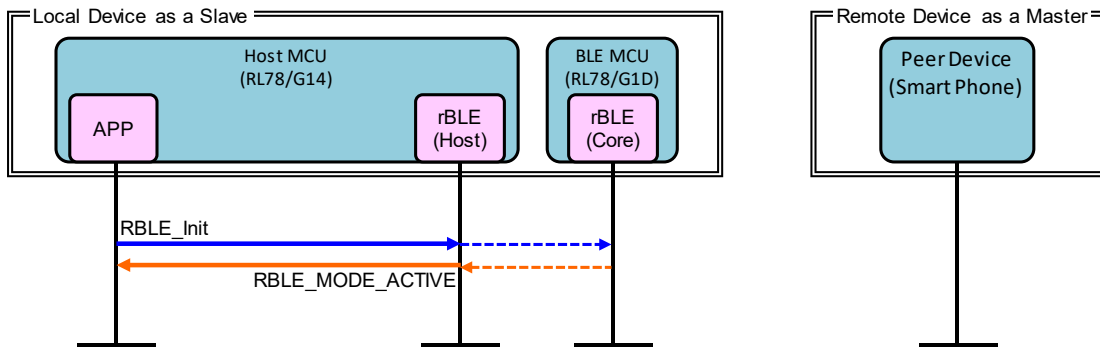 Local Device as a Slave
Remote Device as a Master
Host MCU
(RL78/G14)
BLE MCU
(RL78/G1D)
Peer Device
(Smart Phone)
APP
rBLE
(Host)
rBLE
(Core)
RBLE_Init
RBLE_MODE_ACTIVE